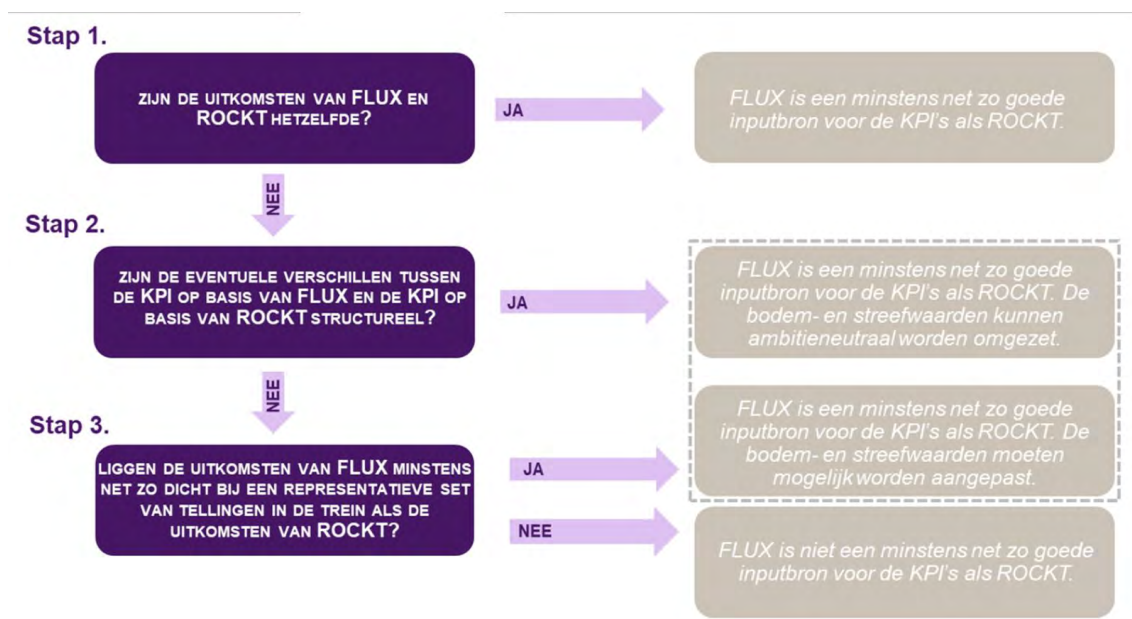 Stap 1.
ZIJN DE UITKOMSTEN VAN FLUX EN
ROCKT HETZELFDE?
JA
FLUX is een minstens net zo goede
inputbron voor de KPI's als ROCKT.
NEE
Stap 2.
ZIJN DE EVENTUELE VERSCHILLEN TUSSEN
DE KPI OP BASIS VAN FLUX EN DE KPI OP
BASIS VAN ROCKT STRUCTUREEL?
JA
FLUX is een minstens net zo goede
inputbron voor de KPI's als ROCKT. De
bodem- en streefwaarden kunnen
ambitieneutraal worden omgezet.
NEE
Stap 3.
LIGGEN DE UITKOMSTEN VAN FLUX MINSTENS
NET ZO DICHT BIJ EEN REPRESENTATIEVE SET
VAN TELLINGEN IN DE TREIN ALS DE
UITKOMSTEN VAN ROCKT?
JA
FLUX is een minstens net zo goede
inputbron voor de KPI's als ROCKT. De
bodem- en streefwaarden moeten
mogelijk worden aangepast.
NEE
FLUX is niet een minstens net zo goede
inputbron voor de KPI's als ROCKT.